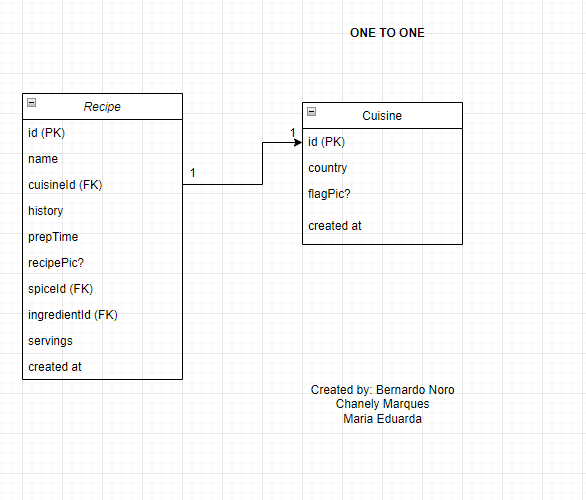 ONE TO ONE
Recipe
id (PK)
name
cuisineId (FK)
history
prepTime
recipePic?
spiceId (FK)
ingredientId (FK)
servings
created at
1
1
Cuisine
id (PK)
country
flagPic?
created at
Created by: Bernardo Noro
Chanely Marques
Maria Eduarda